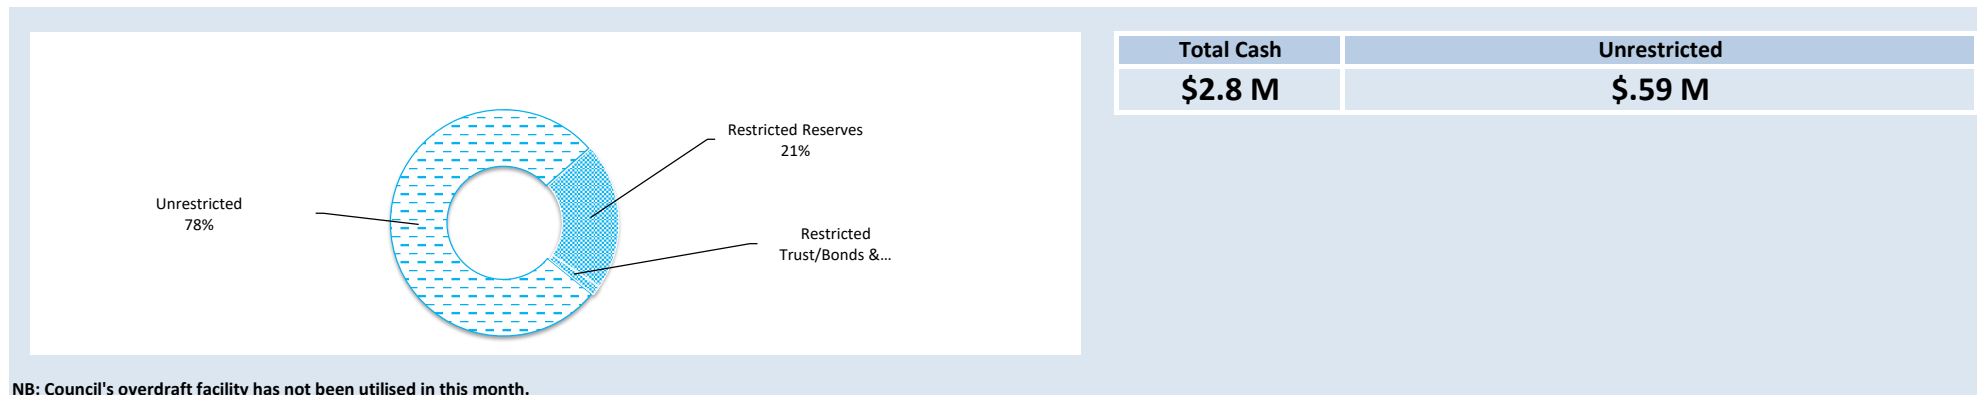 Total Cash
Unrestricted
$2.8 M
$.59 M
Restricted Reserves
21%
Unrestricted
78%
Restricted
Trust/Bonds &...
NB: Council's overdraft facility has not been utilised in this month.